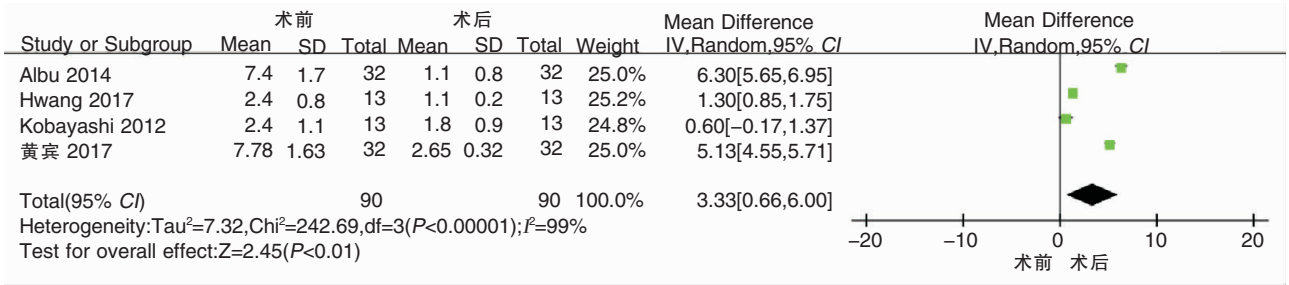 术前 术后 Mean Difference Mean Difference
Study or Subgroup Mean SD Total Mean SD Total Weight IV,Random,95% CI IV,Random,95% CI
Albu 2014 7.4 1.7 32 1.1 0.8 32 25.0% 6.30[5.65,6.95]
Hwang 2017 2.4 0.8 13 1.1 0.2 13 25.2% 1.30[0.85,1.75]
Kobayashi 2012 2.4 1.1 13 1.8 0.9 13 24.8% 0.60[−0.17,1.37]
黄宾 2017 7.78 1.63 32 2.65 0.32 32 25.0% 5.13[4.55,5.71]
Total(95% CI) 90 90 100.0% 3.33[0.66,6.00]
Heterogeneity:Tau²=7.32,Chi²=242.69,df=3(P<0.00001);I²=99%
Test for overall effect:Z=2.45(P<0.01)
−20 −10 0 10 20
术前 术后